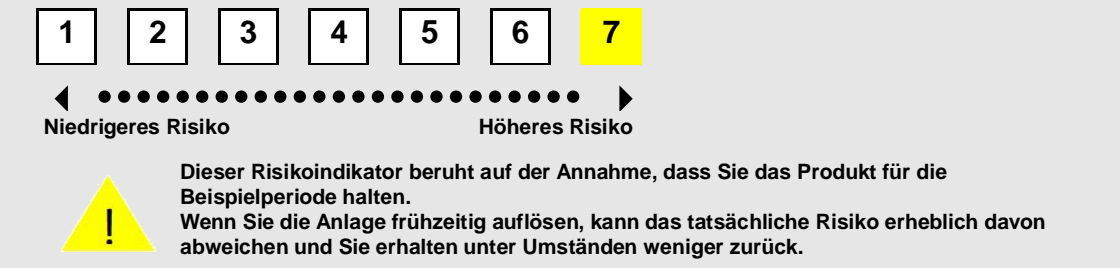 1 2 3 4 5 6 7
Niedrigeres Risiko Höheres Risiko
Dieser Risikoindikator beruht auf der Annahme, dass Sie das Produkt für die
Beispielperiode halten.
Wenn Sie die Anlage frühzeitig auflösen, kann das tatsächliche Risiko erheblich davon
abweichen und Sie erhalten unter Umständen weniger zurück.
!